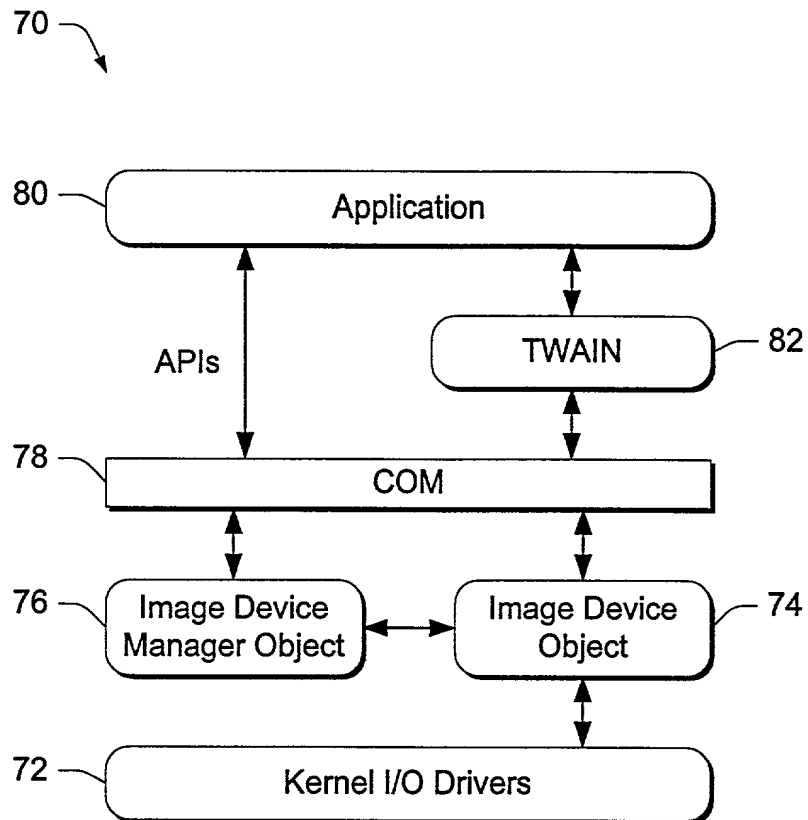 70
80
Application
TWAIN
82
APIs
78
COM
76
Image Device
Manager Object
Image Device
Object
74
72
Kernel I/O Drivers